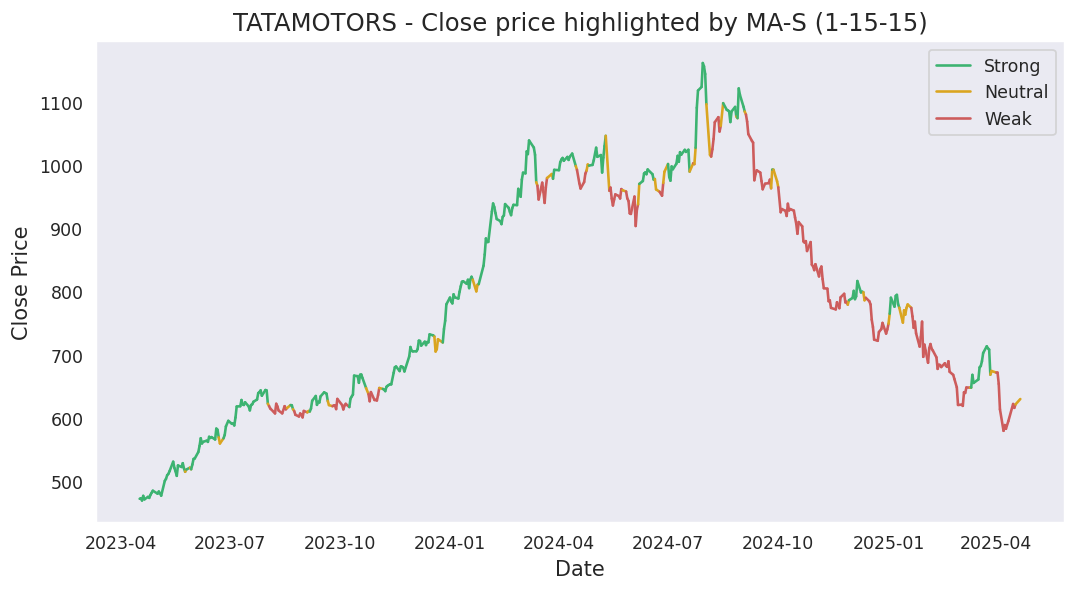 TATAMOTORS - Close price highlighted by MA-S (1-15-15)
Strong
Neutral
Weak
Close Price
1100
1000
900
800
700
600
500
2023-04 2023-07 2023-10 2024-01 2024-04 2024-07 2024-10 2025-01 2025-04
Date